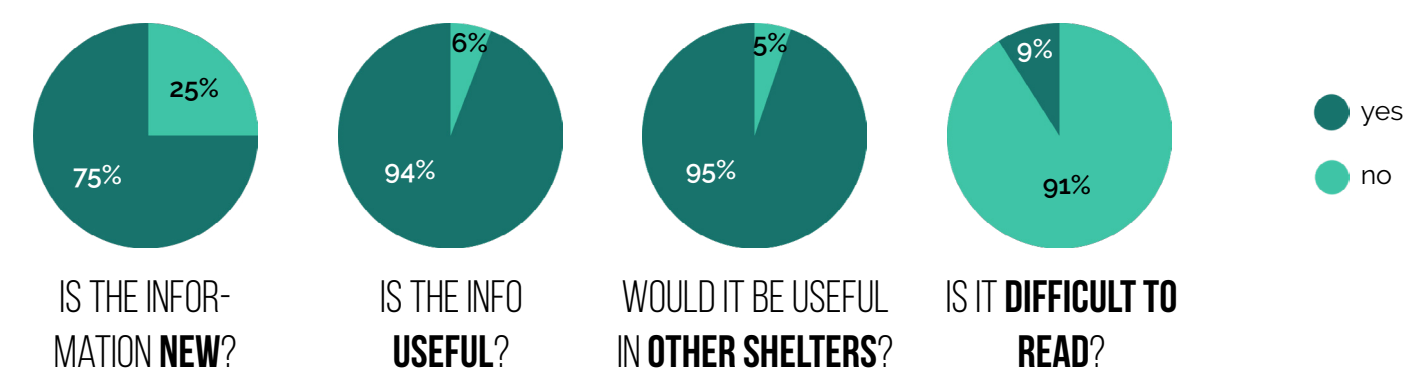 25%
75%
6%
94%
5%
95%
9%
91%
yes
no
IS THE INFOR-
MATION NEW?
IS THE INFO
USEFUL?
WOULD IT BE USEFUL
IN OTHER SHELTERS?
IS IT DIFFICULT TO
READ?